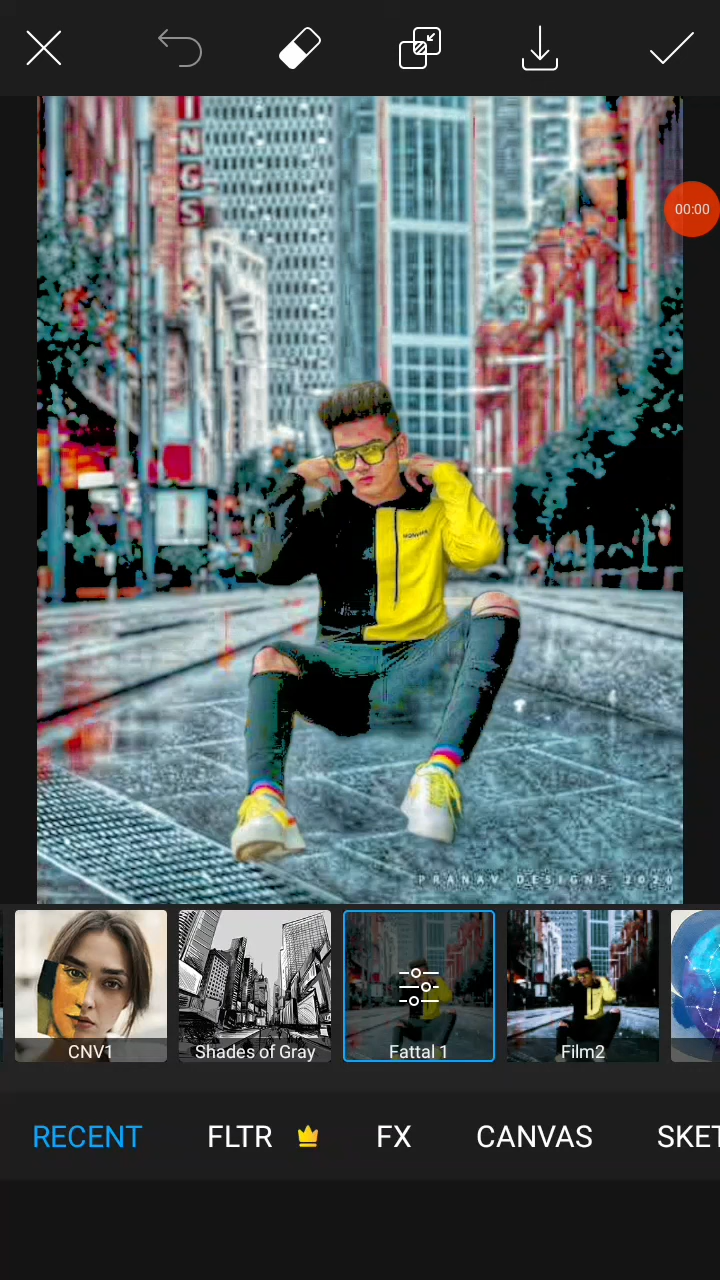 00:00
INGS
PRANAV DESIGNS 2020
CNV1
Shades of Gray
Fattal 1
Film2
RECENT FLTR FX CANVAS SKET